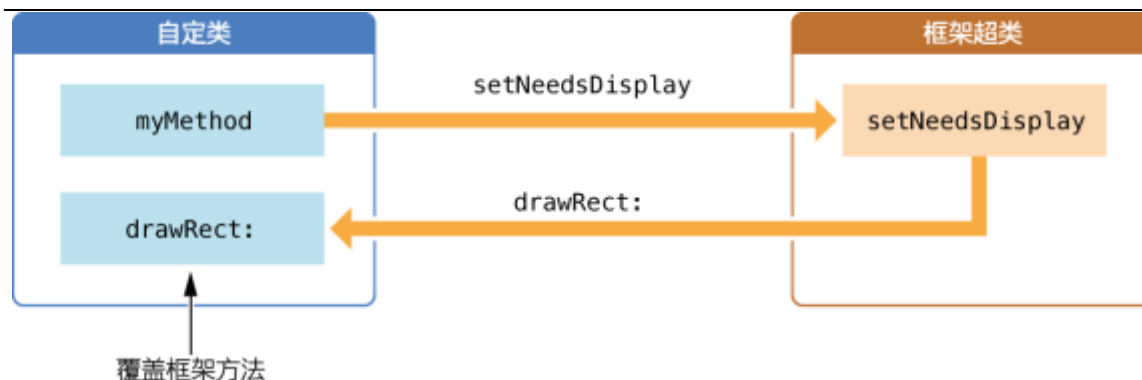 自定类
框架超类
myMethod
setNeedsDisplay
setNeedsDisplay
drawRect:
drawRect:
覆盖框架方法